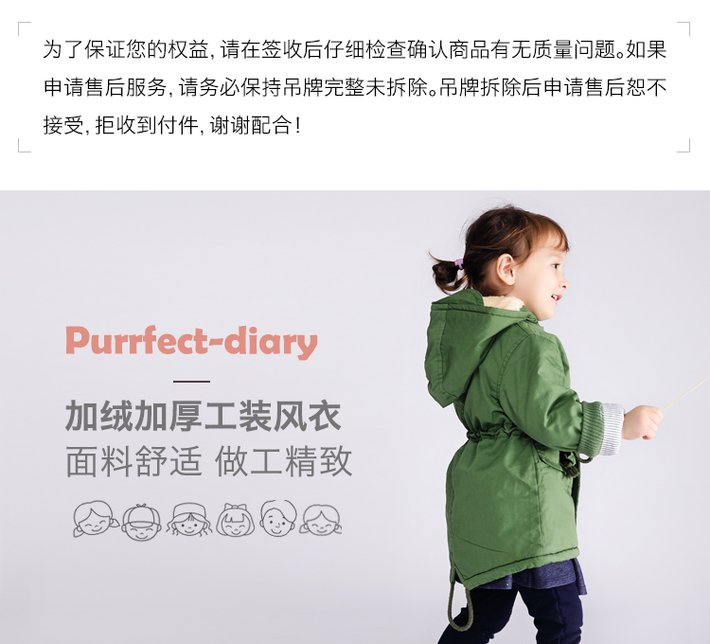 为了保证您的权益, 请在签收后仔细检查确认商品有无质量问题。如果
申请售后服务, 请务必保持吊牌完整未拆除。吊牌拆除后申请售后恕不
接受, 拒收到付件, 谢谢配合!
Purrfect-diary
加绒加厚工装风衣
面料舒适 做工精致